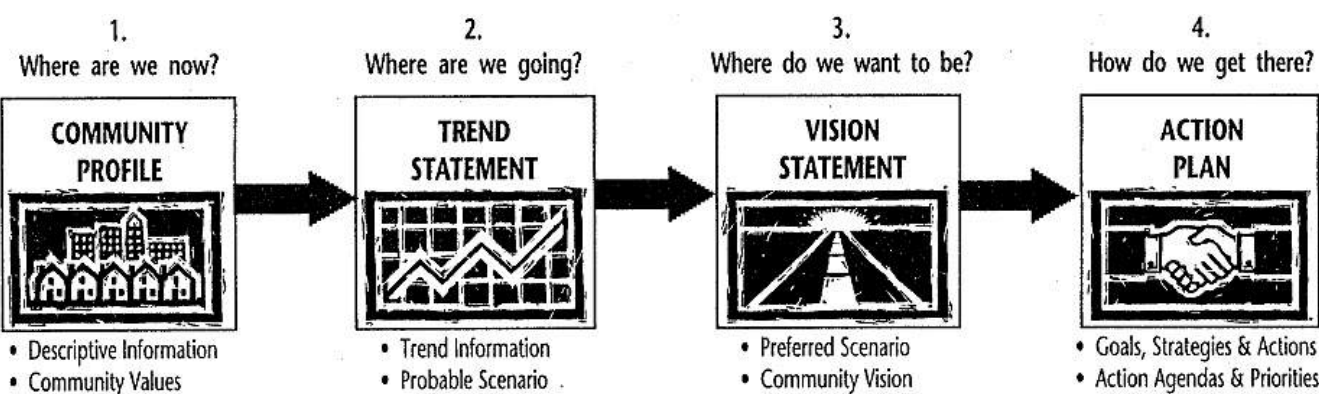 1.
Where are we now?
COMMUNITY
PROFILE
• Descriptive Information
• Community Values
2.
Where are we going?
TREND
STATEMENT
• Trend Information
• Probable Scenario
3.
Where do we want to be?
VISION
STATEMENT
• Preferred Scenario
• Community Vision
4.
How do we get there?
ACTION
PLAN
• Goals, Strategies & Actions
• Action Agendas & Priorities